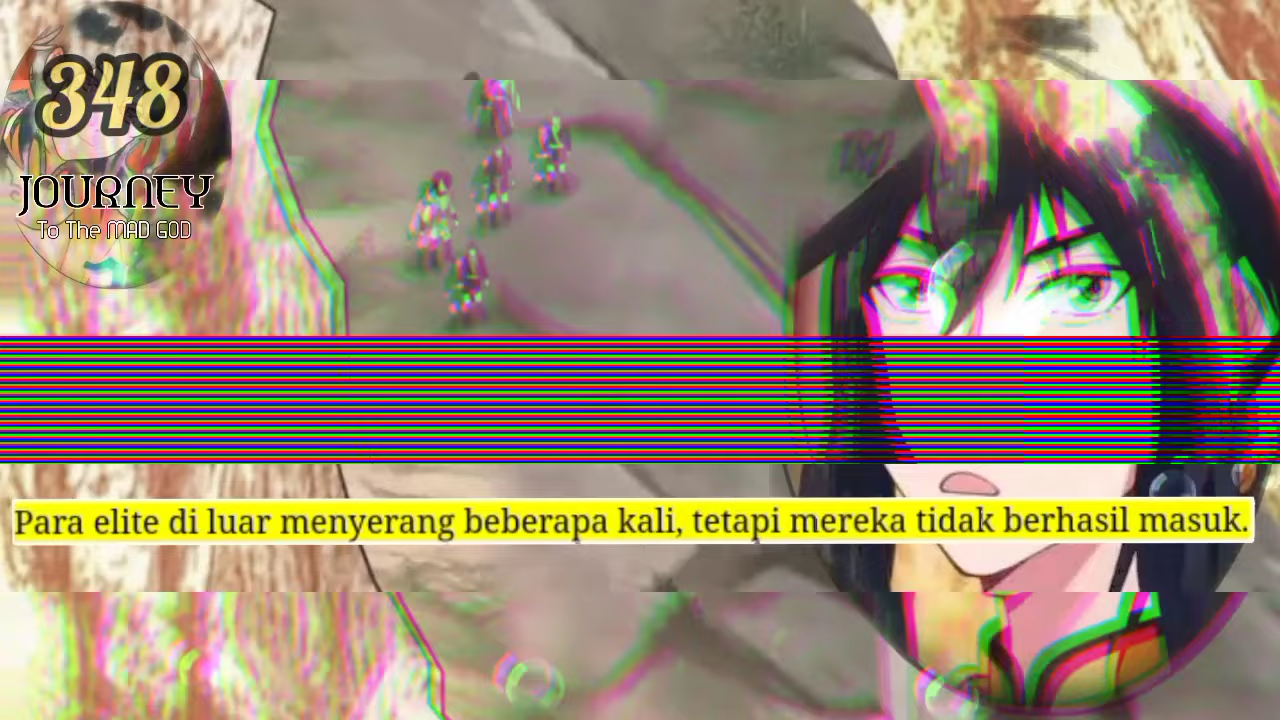 348
JOURNEY
To The MAD GOD
Para elite di luar menyerang beberapa kali, tetapi mereka tidak berhasil masuk.